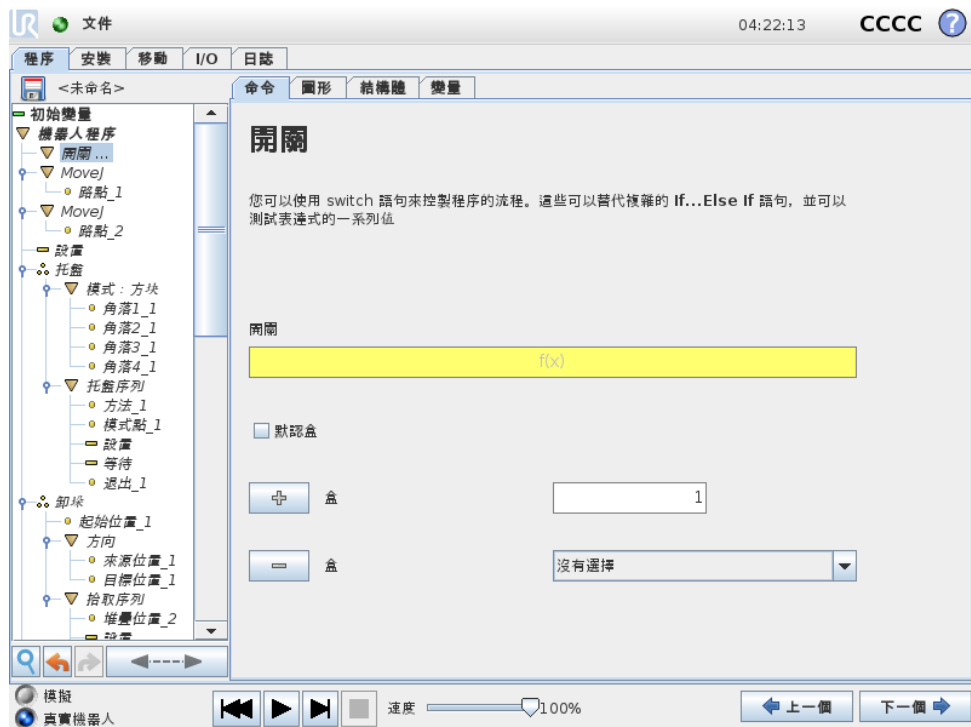 UR 文件 04:22:13 CCCC ?
程序 安裝 移動 I/O 日誌
<未命名> 命令 圖形 結構體 變量
初始變量
機器人程序
開關 ...
MoveJ
路點_1
MoveJ
路點_2
設置
托盤
模式：方块
角落1_1
角落2_1
角落3_1
角落4_1
托盤序列
方法_1
模式點_1
設置
等待
退出_1
卸垛
起始位置_1
方向
來源位置_1
目標位置_1
拾取序列
堆疊位置_2
設置
開關
您可以使用 switch 語句來控製程序的流程。這些可以替代複雜的 If...Else If 語句，並可以
測試表達式的一系列值
開關
f(x)
默認盒
盒 1
盒 沒有選擇
模擬
真實機器人
速度 100%
上一個 下一個